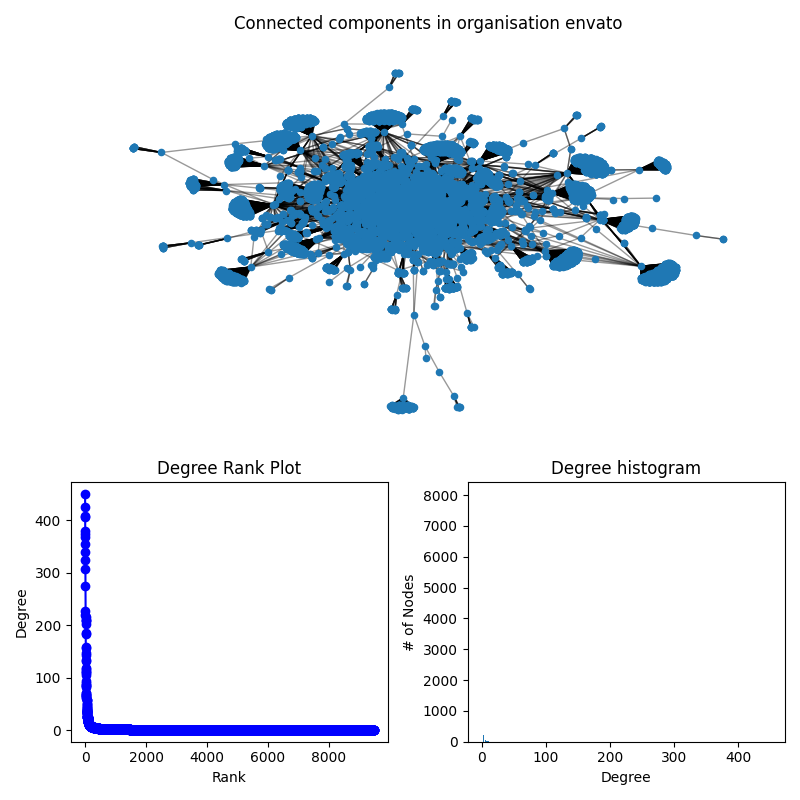 Connected components in organisation envato
Degree Rank Plot
Degree
400
300
200
100
0
0 2000 4000 6000 8000
Rank
Degree histogram
# of Nodes
8000
7000
6000
5000
4000
3000
2000
1000
0
0 100 200 300 400
Degree